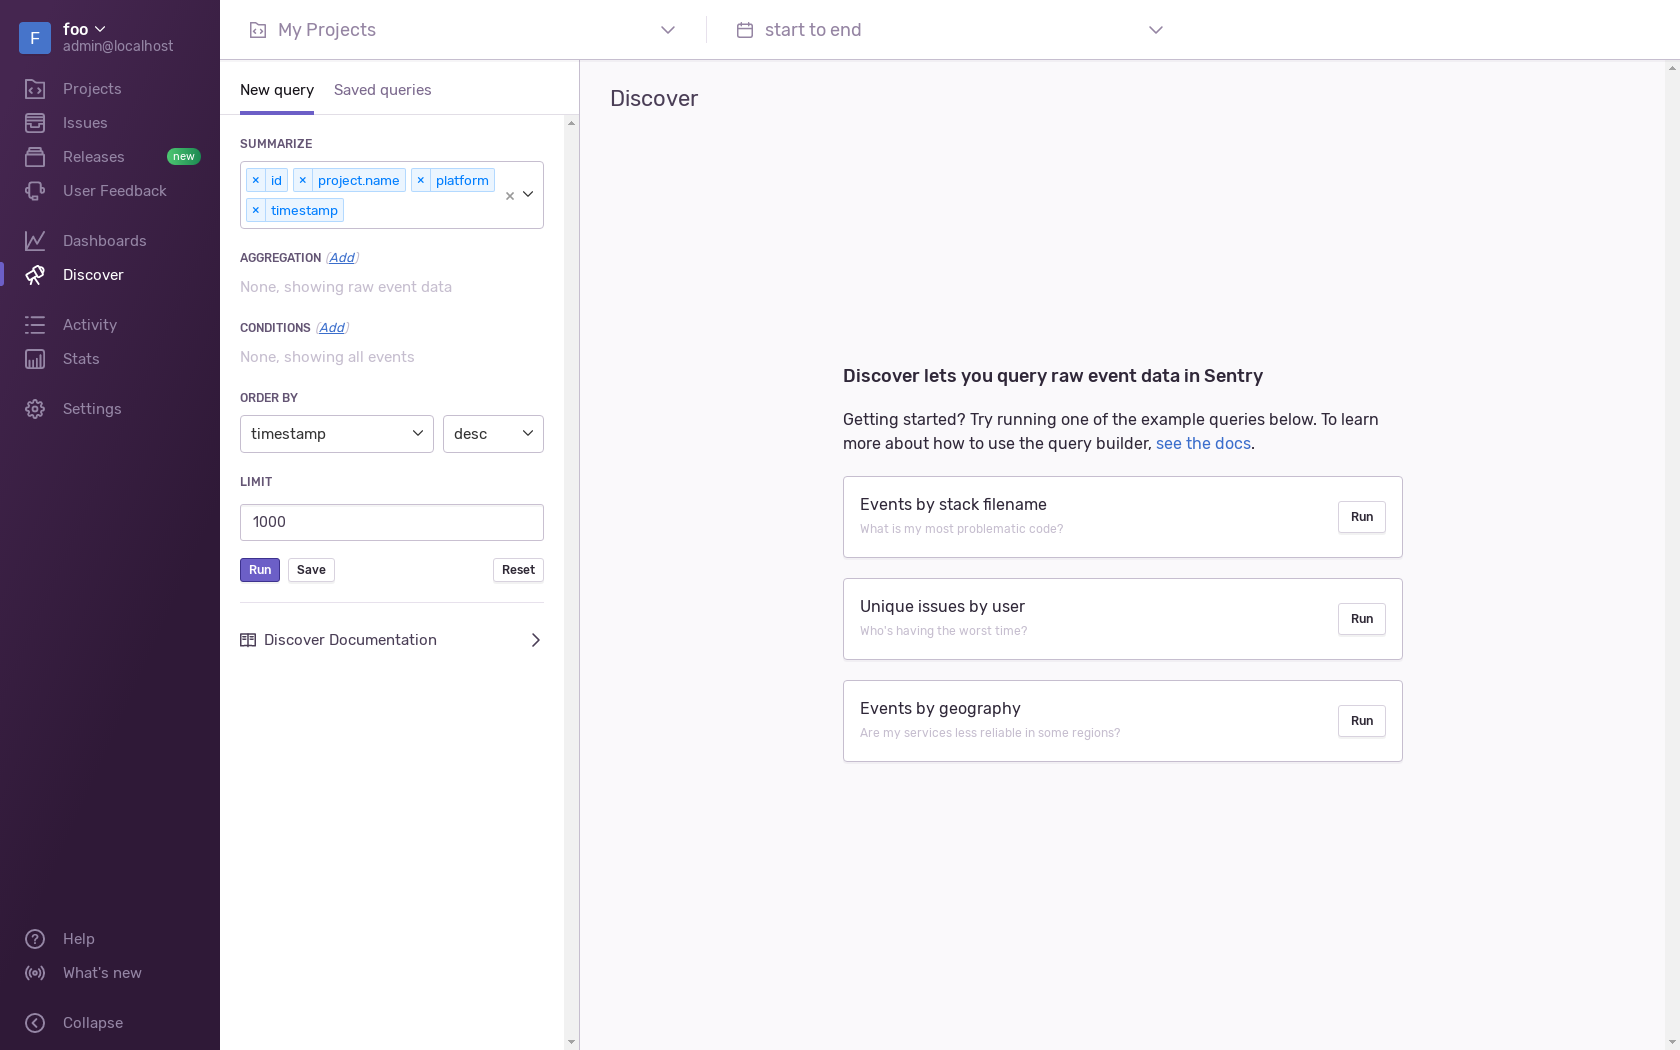 F
foo
admin@localhost
Projects
Issues
Releases new
User Feedback
Dashboards
Discover
Activity
Stats
Settings
Help
What's new
Collapse
My Projects
start to end
New query Saved queries
SUMMARIZE
× id × project.name × platform
× timestamp
×
AGGREGATION (Add)
None, showing raw event data
CONDITIONS (Add)
None, showing all events
ORDER BY
timestamp desc
LIMIT
1000
Run Save Reset
Discover Documentation
Discover
Discover lets you query raw event data in Sentry
Getting started? Try running one of the example queries below. To learn
more about how to use the query builder, see the docs.
Events by stack filename
What is my most problematic code?
Run
Unique issues by user
Who's having the worst time?
Run
Events by geography
Are my services less reliable in some regions?
Run